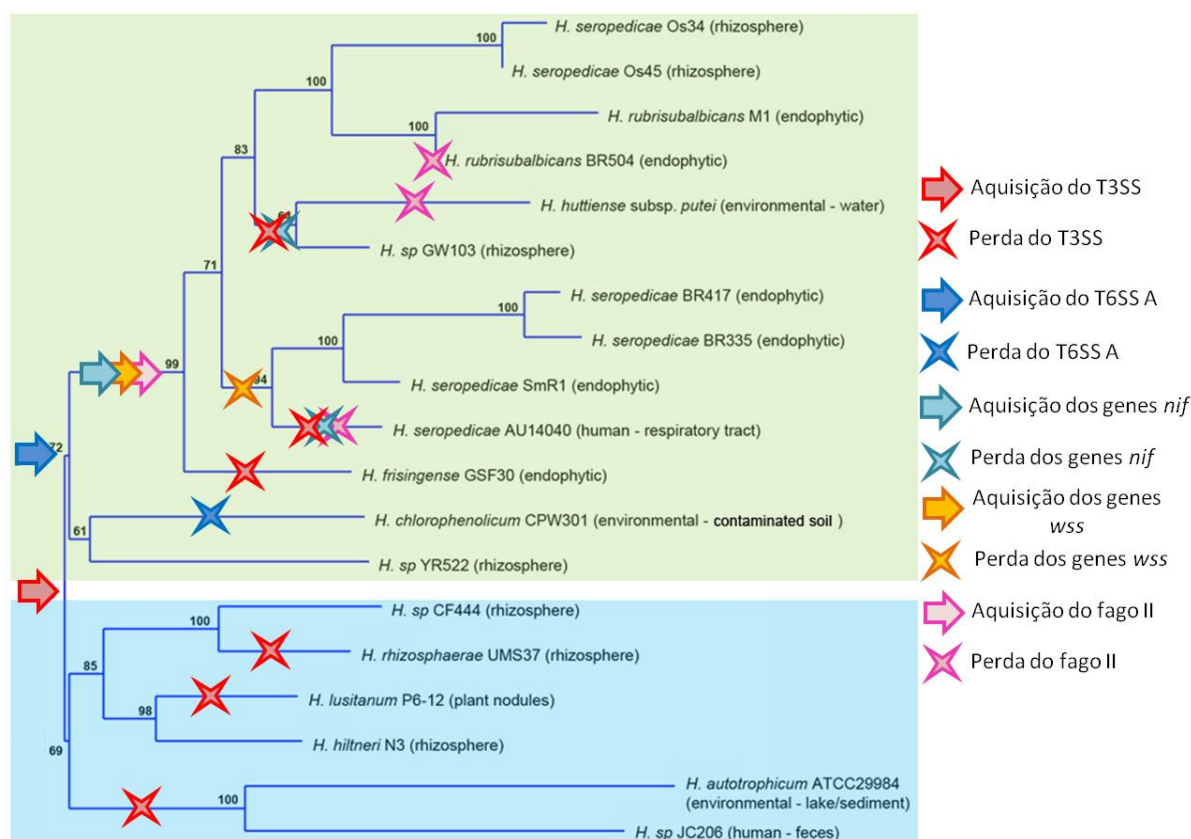 H. seropedicae Os34 (rhizosphere)
100
H. seropedicae Os45 (rhizosphere)
100
H. rubrisubalbicans M1 (endophytic)
100
83
H. rubrisubalbicans BR504 (endophytic)
H. huttiense subsp. putei (environmental - water)
H. sp GW103 (rhizosphere)
71
H. seropedicae BR417 (endophytic)
100
H. seropedicae BR335 (endophytic)
100
99
94
H. seropedicae SmR1 (endophytic)
H. seropedicae AU14040 (human - respiratory tract)
72
H. frisingense GSF30 (endophytic)
H. chlorophenolicum CPW301 (environmental - contaminated soil )
61
H. sp YR522 (rhizosphere)
H. sp CF444 (rhizosphere)
100
H. rhizosphaerae UMS37 (rhizosphere)
85
H. lusitanum P6-12 (plant nodules)
98
H. hiltneri N3 (rhizosphere)
69
H. autotrophicum ATCC29984
(environmental - lake/sediment)
100
H. sp JC206 (human - feces)
Aquisição do T3SS
Perda do T3SS
Aquisição do T6SS A
Perda do T6SS A
Aquisição dos genes nif
Perda dos genes nif
Aquisição dos genes
wss
Perda dos genes wss
Aquisição do fago II
Perda do fago II